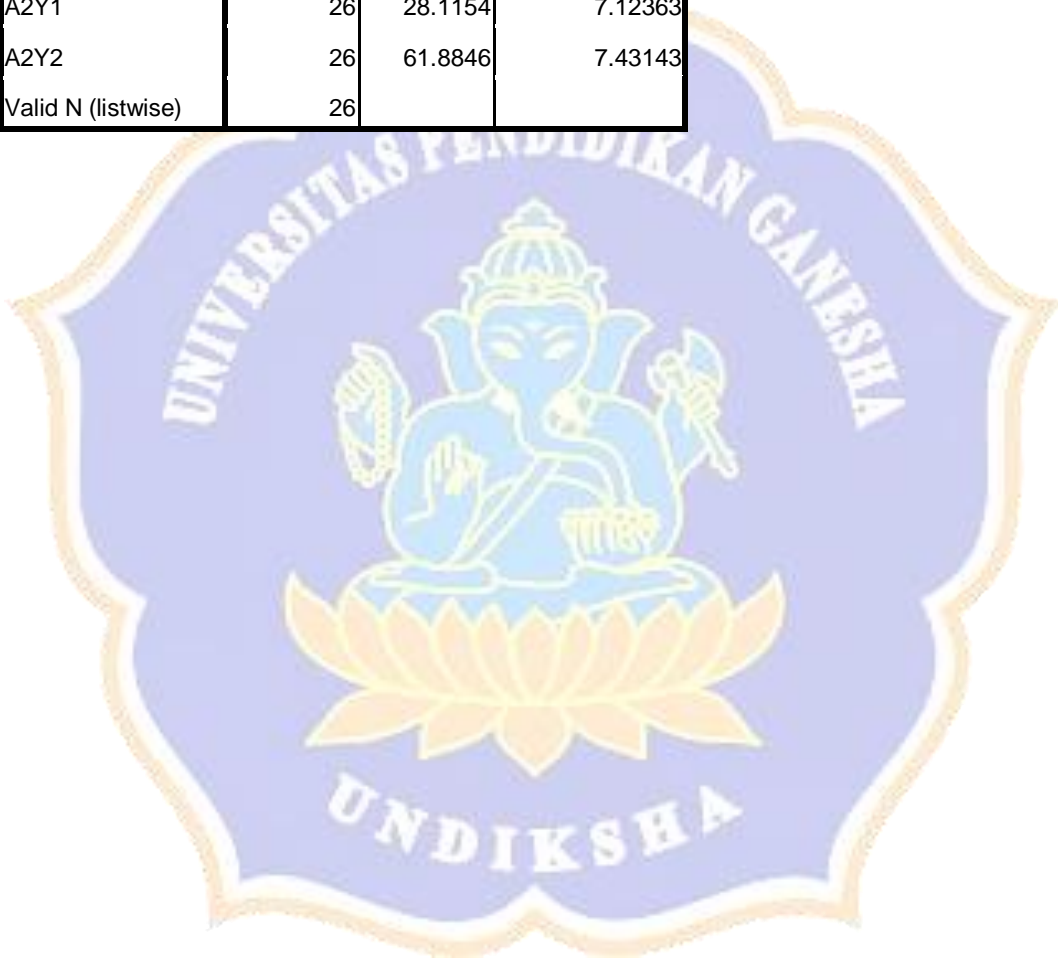 A2Y1 26 28.1154 7.12363
A2Y2 26 61.8846 7.43143
Valid N (listwise) 26
UNIVERSITAS PENDIDIKAN GANESHA
UNDIKSHA